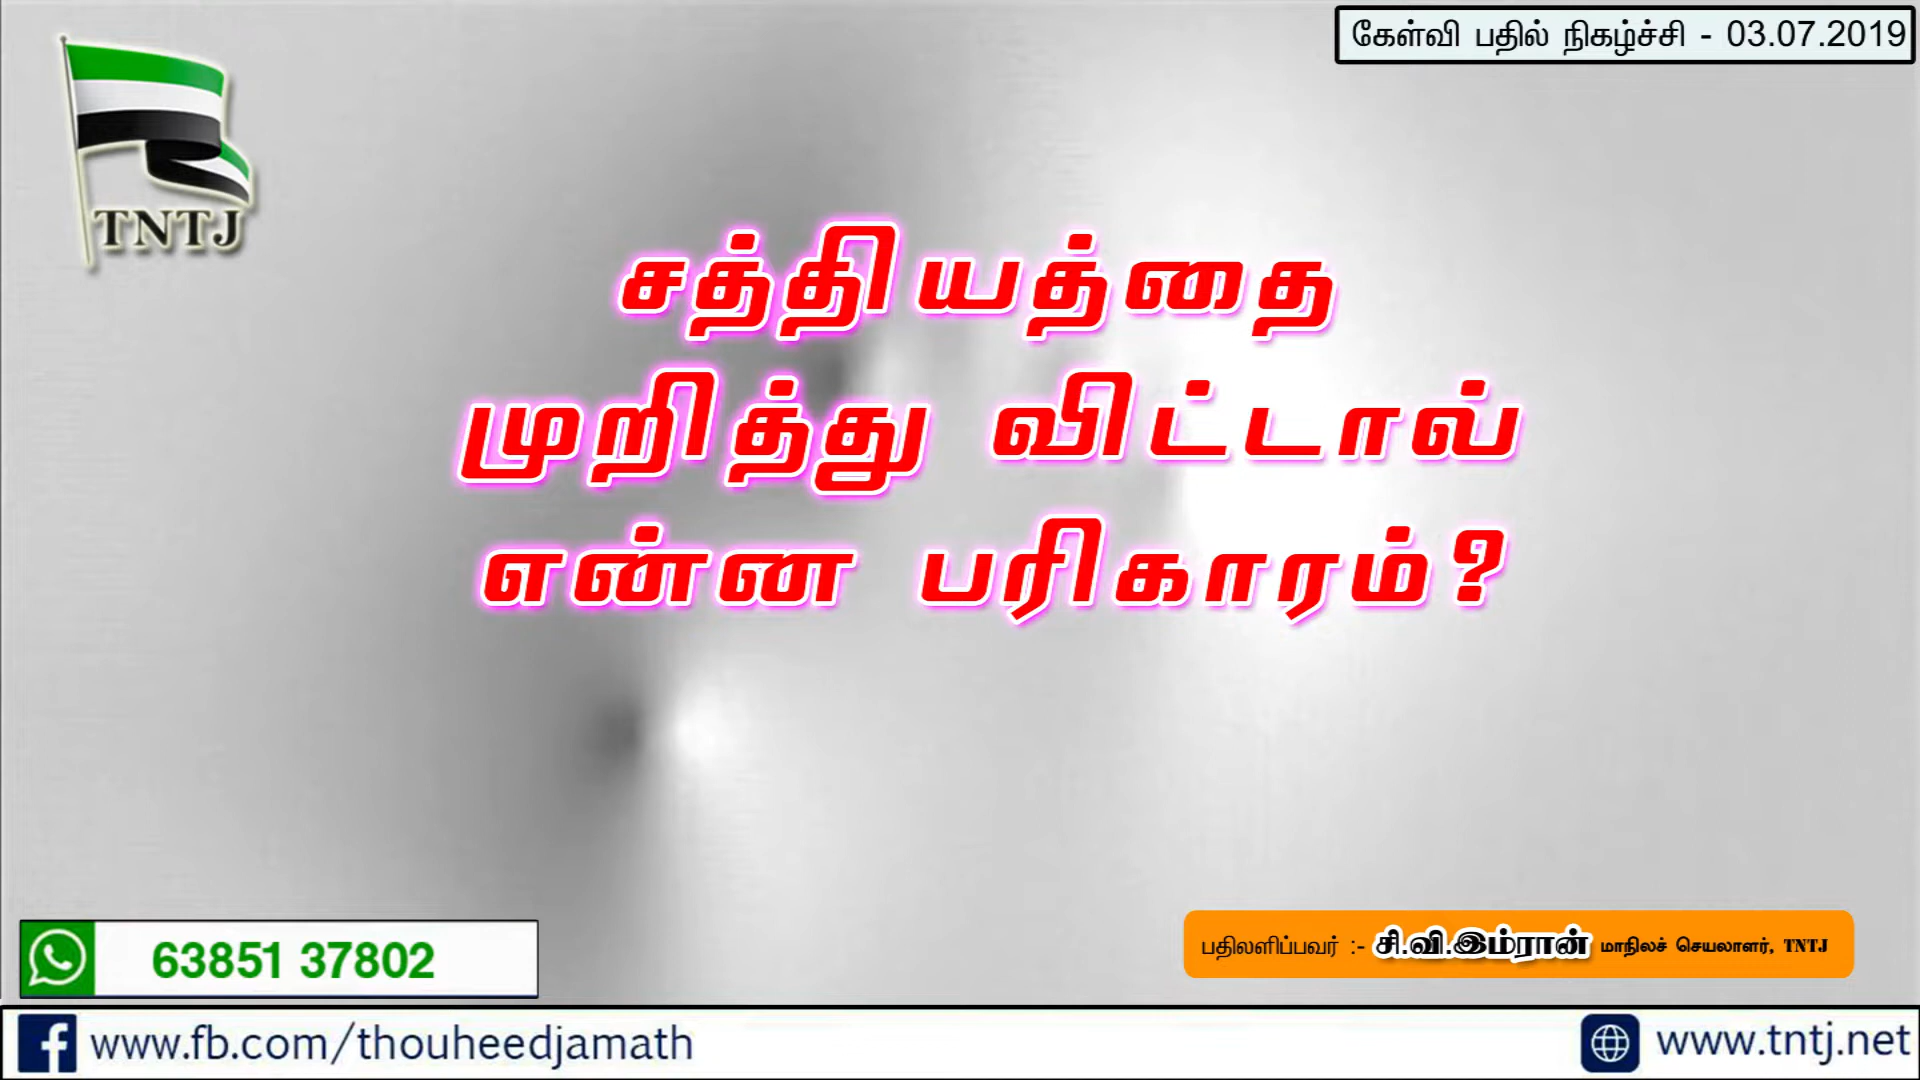 கேள்வி பதில் நிகழ்ச்சி - 03.07.2019
TNTJ
சத்தியத்தை
முறித்து விட்டால்
என்ன பரிகாரம்?
63851 37802
பதிலளிப்பவர் :- சி.வி.இம்ரான் மாநிலச் செயலாளர், TNTJ
www.fb.com/thouheedjamath
www.tntj.net